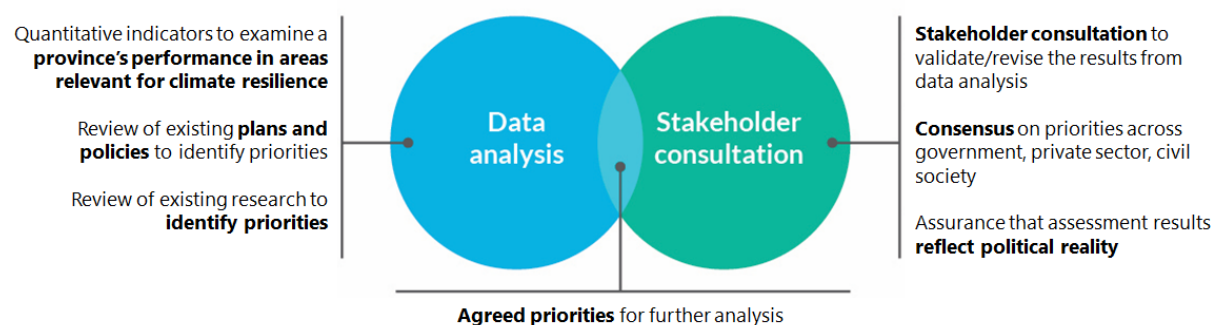 Quantitative indicators to examine a
province's performance in areas
relevant for climate resilience
Review of existing plans and
policies to identify priorities
Review of existing research to
identify priorities
Data
analysis
Stakeholder
consultation
Stakeholder consultation to
validate/revise the results from
data analysis
Consensus on priorities across
government, private sector, civil
society
Assurance that assessment results
reflect political reality
Agreed priorities for further analysis